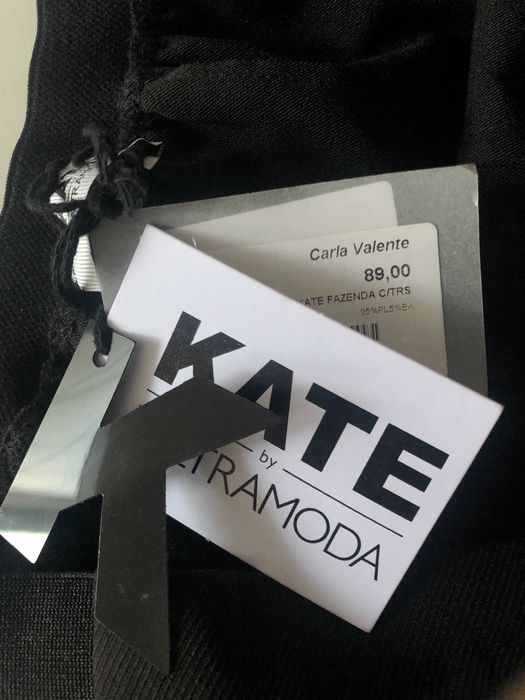 Carla Valente
89,00
KATE FAZENDA C/TRS
95%PL5%EA
KATE
by
TRAMODA